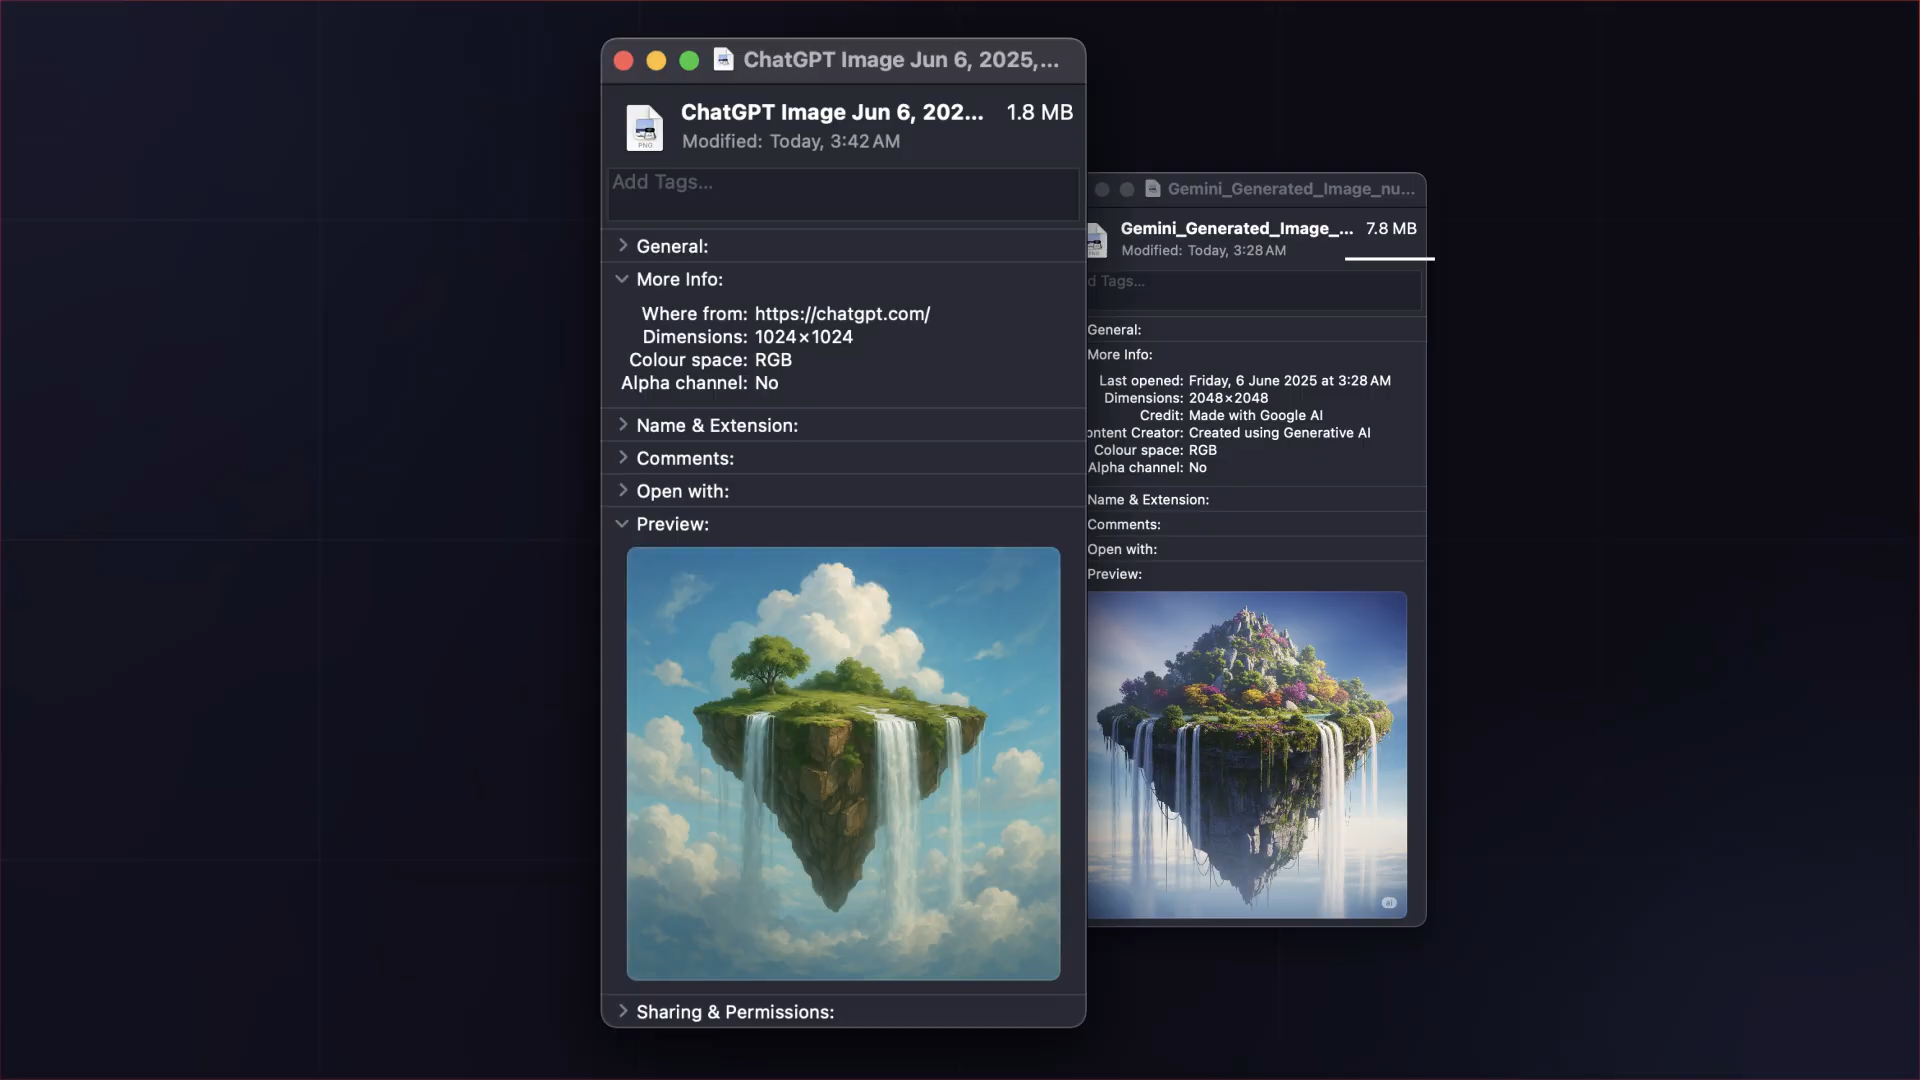 ChatGPT Image Jun 6, 2025,...
ChatGPT Image Jun 6, 202... 1.8 MB
Modified: Today, 3:42 AM
Add Tags...
General:
More Info:
Where from: https://chatgpt.com/
Dimensions: 1024×1024
Colour space: RGB
Alpha channel: No
Name & Extension:
Comments:
Open with:
Preview:
Sharing & Permissions:
Gemini_Generated_Image_nu...
Gemini_Generated_Image_... 7.8 MB
Modified: Today, 3:28 AM
d Tags...
General:
More Info:
Last opened: Friday, 6 June 2025 at 3:28 AM
Dimensions: 2048×2048
Credit: Made with Google AI
ontent Creator: Created using Generative AI
Colour space: RGB
Alpha channel: No
Name & Extension:
Comments:
Open with:
Preview:
ai